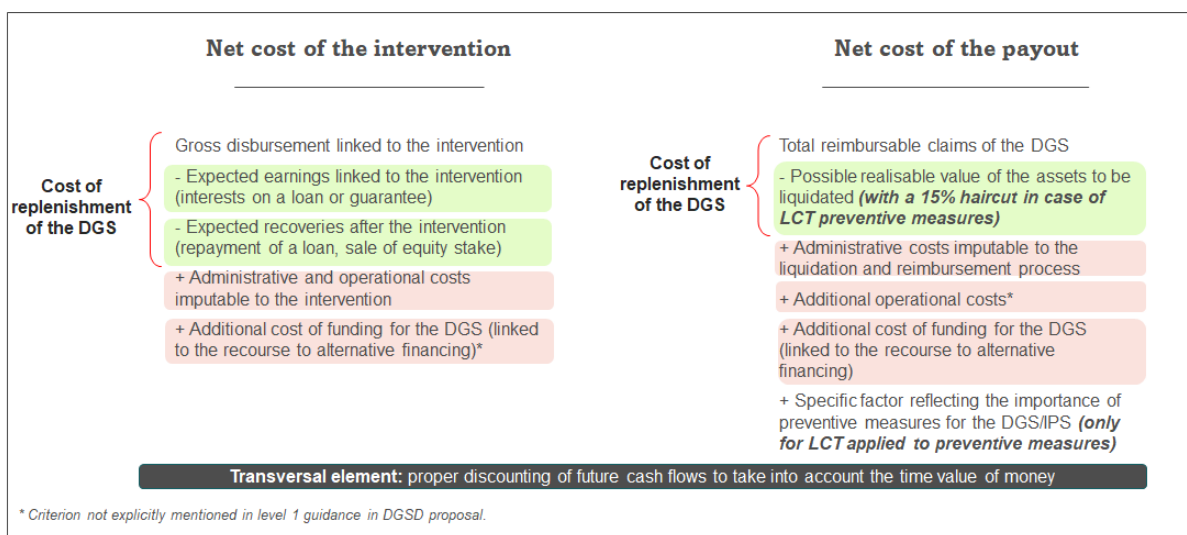 Net cost of the intervention
Cost of
replenishment
of the DGS
Gross disbursement linked to the intervention
- Expected earnings linked to the intervention
(interests on a loan or guarantee)
- Expected recoveries after the intervention
(repayment of a loan, sale of equity stake)
+ Administrative and operational costs
imputable to the intervention
+ Additional cost of funding for the DGS (linked
to the recourse to alternative financing)*
Net cost of the payout
Cost of
replenishment
of the DGS
Total reimbursable claims of the DGS
- Possible realisable value of the assets to be
liquidated (with a 15% haircut in case of
LCT preventive measures)
+ Administrative costs imputable to the
liquidation and reimbursement process
+ Additional operational costs*
+ Additional cost of funding for the DGS
(linked to the recourse to alternative
financing)
+ Specific factor reflecting the importance of
preventive measures for the DGS/IPS (only
for LCT applied to preventive measures)
Transversal element: proper discounting of future cash flows to take into account the time value of money
* Criterion not explicitly mentioned in level 1 guidance in DGSD proposal.